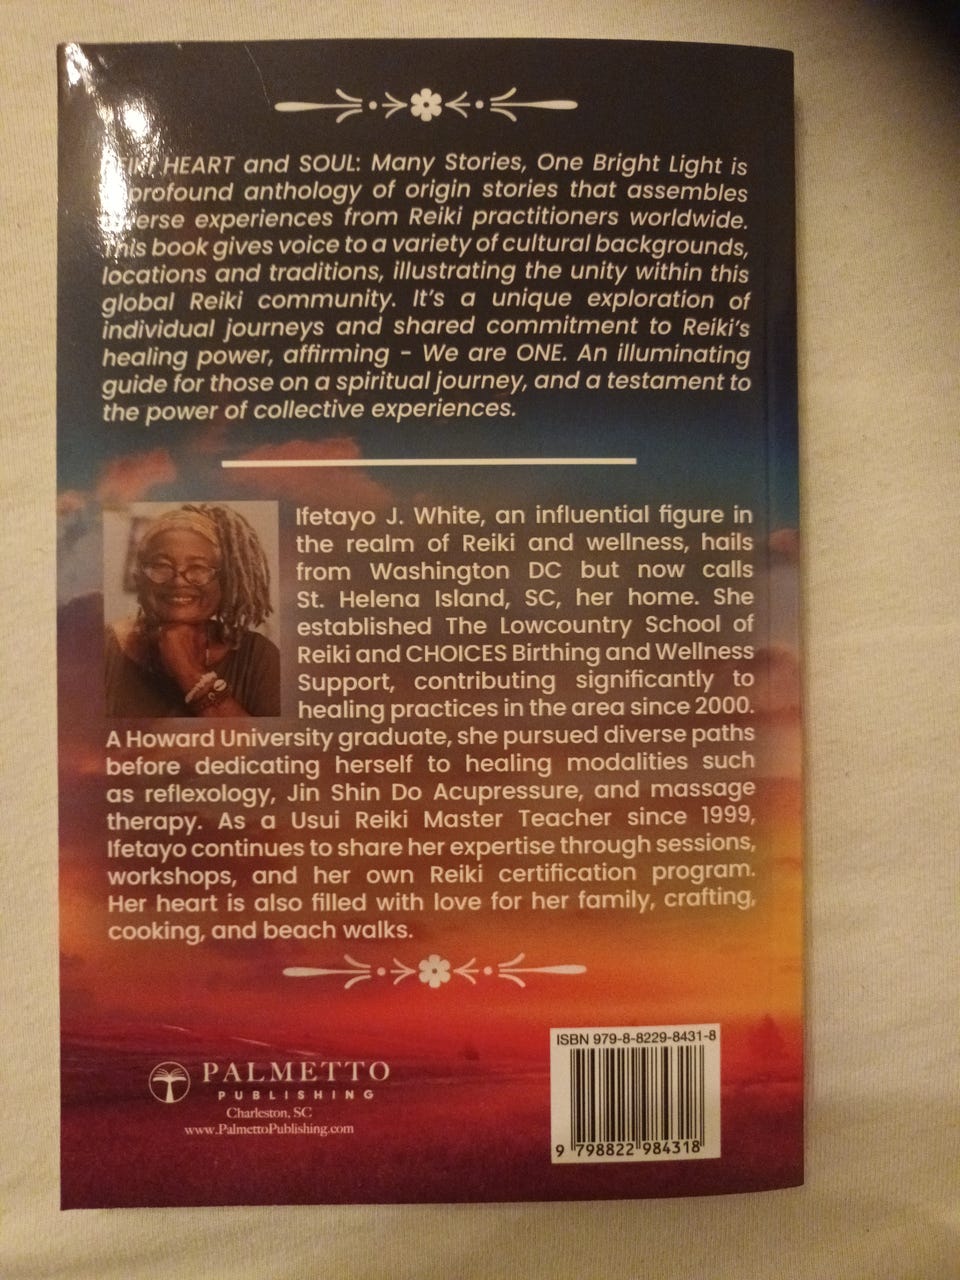 HEART and SOUL: Many Stories, One Bright Light is
profound anthology of origin stories that assembles
experiences from Reiki practitioners worldwide.
This book gives voice to a variety of cultural backgrounds,
locations and traditions, illustrating the unity within this
global Reiki community. It's a unique exploration of
individual journeys and shared commitment to Reiki's
healing power, affirming - We are ONE. An illuminating
guide for those on a spiritual journey, and a testament to
the power of collective experiences.
Ifetayo J. White, an influential figure in
the realm of Reiki and wellness, hails
from Washington DC but now calls
St. Helena Island, SC, her home. She
established The Lowcountry School of
Reiki and CHOICES Birthing and Wellness
Support, contributing significantly to
healing practices in the area since 2000.
A Howard University graduate, she pursued diverse paths
before dedicating herself to healing modalities such
as reflexology, Jin Shin Do Acupressure, and massage
therapy. As a Usui Reiki Master Teacher since 1999,
Ifetayo continues to share her expertise through sessions,
workshops, and her own Reiki certification program.
Her heart is also filled with love for her family, crafting,
cooking, and beach walks.
PALMETTO
PUBLISHING
Charleston, SC
www.PalmettoPublishing.com
ISBN 979-8-8229-8431-8
9 798822 984318